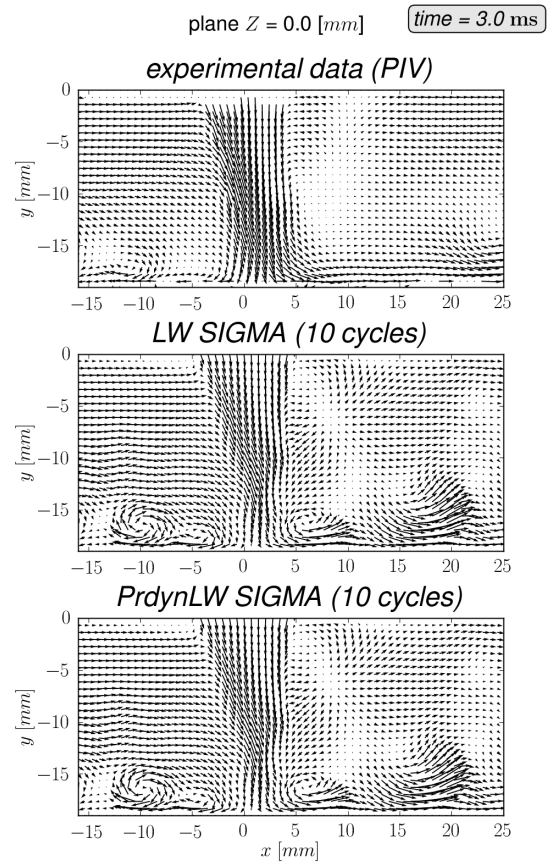 plane Z = 0.0 [mm]
time = 3.0 ms
experimental data (PIV)
0
−5
−10
−15
y [mm]
−15 −10 −5 0 5 10 15 20 25
LW SIGMA (10 cycles)
0
−5
−10
−15
y [mm]
−15 −10 −5 0 5 10 15 20 25
PrdynLW SIGMA (10 cycles)
0
−5
−10
−15
y [mm]
−15 −10 −5 0 5 10 15 20 25
x [mm]